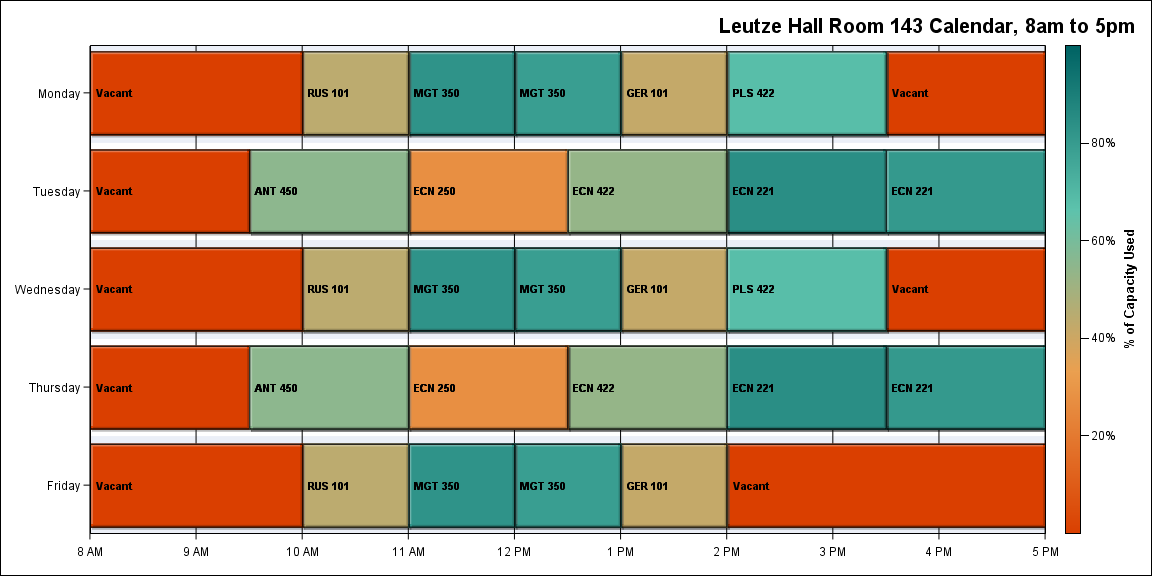 Leutze Hall Room 143 Calendar, 8am to 5pm
Monday
Vacant
RUS 101
MGT 350
MGT 350
GER 101
PLS 422
Vacant
Tuesday
Vacant
ANT 450
ECN 250
ECN 422
ECN 221
ECN 221
Wednesday
Vacant
RUS 101
MGT 350
MGT 350
GER 101
PLS 422
Vacant
Thursday
Vacant
ANT 450
ECN 250
ECN 422
ECN 221
ECN 221
Friday
Vacant
RUS 101
MGT 350
MGT 350
GER 101
Vacant
8 AM
9 AM
10 AM
11 AM
12 PM
1 PM
2 PM
3 PM
4 PM
5 PM
80%
60%
40%
20%
% of Capacity Used